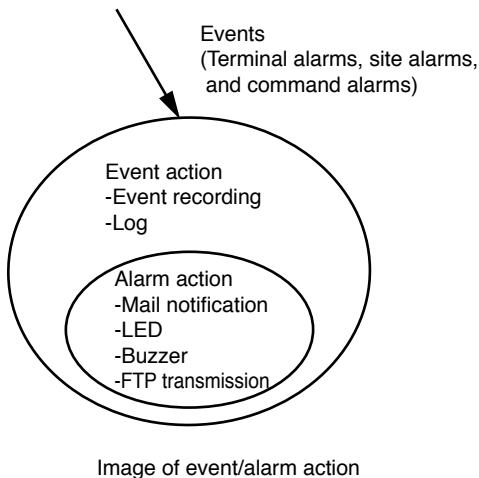 Events
(Terminal alarms, site alarms,
and command alarms)
Event action
-Event recording
-Log
Alarm action
-Mail notification
-LED
-Buzzer
-FTP transmission
Image of event/alarm action